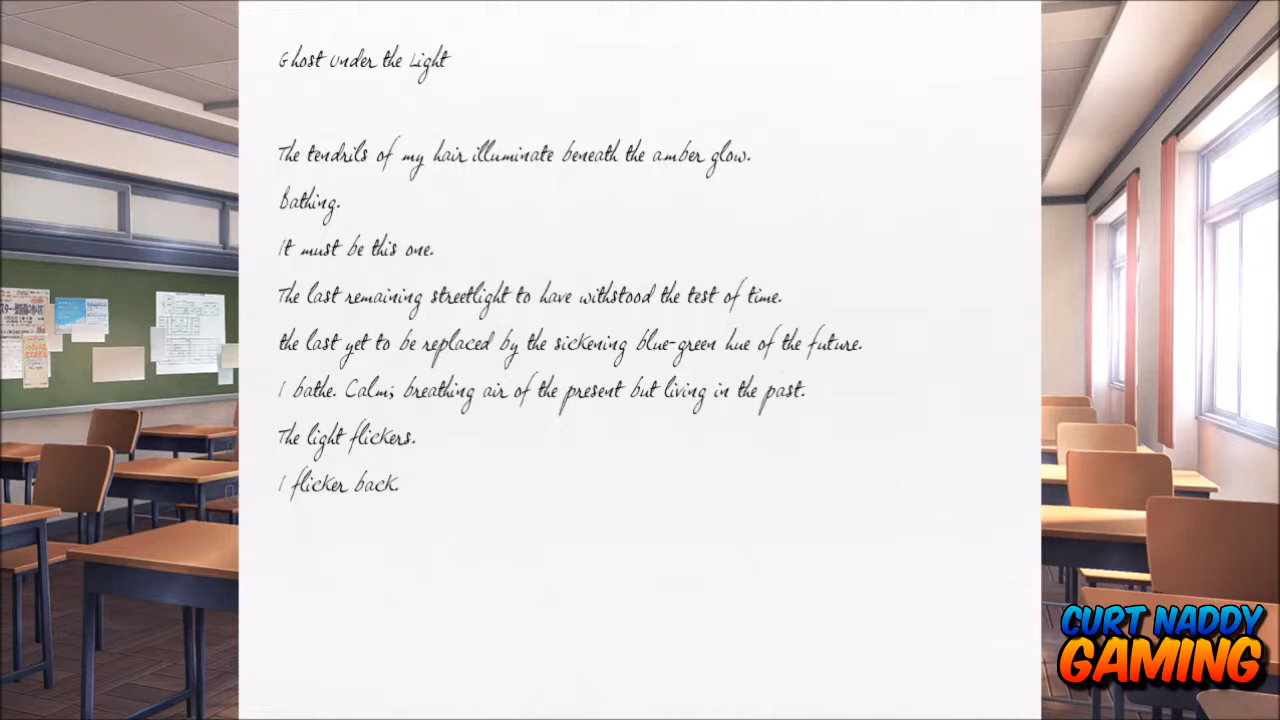 Ghost Under the Light
The tendrils of my hair illuminate beneath the amber glow.
Bathing.
It must be this one.
The last remaining streetlight to have withstood the test of time.
the last yet to be replaced by the sickening blue-green hue of the future.
I bathe. Calm; breathing air of the present but living in the past.
The light flickers.
I flicker back.
CURT NADDY
GAMING